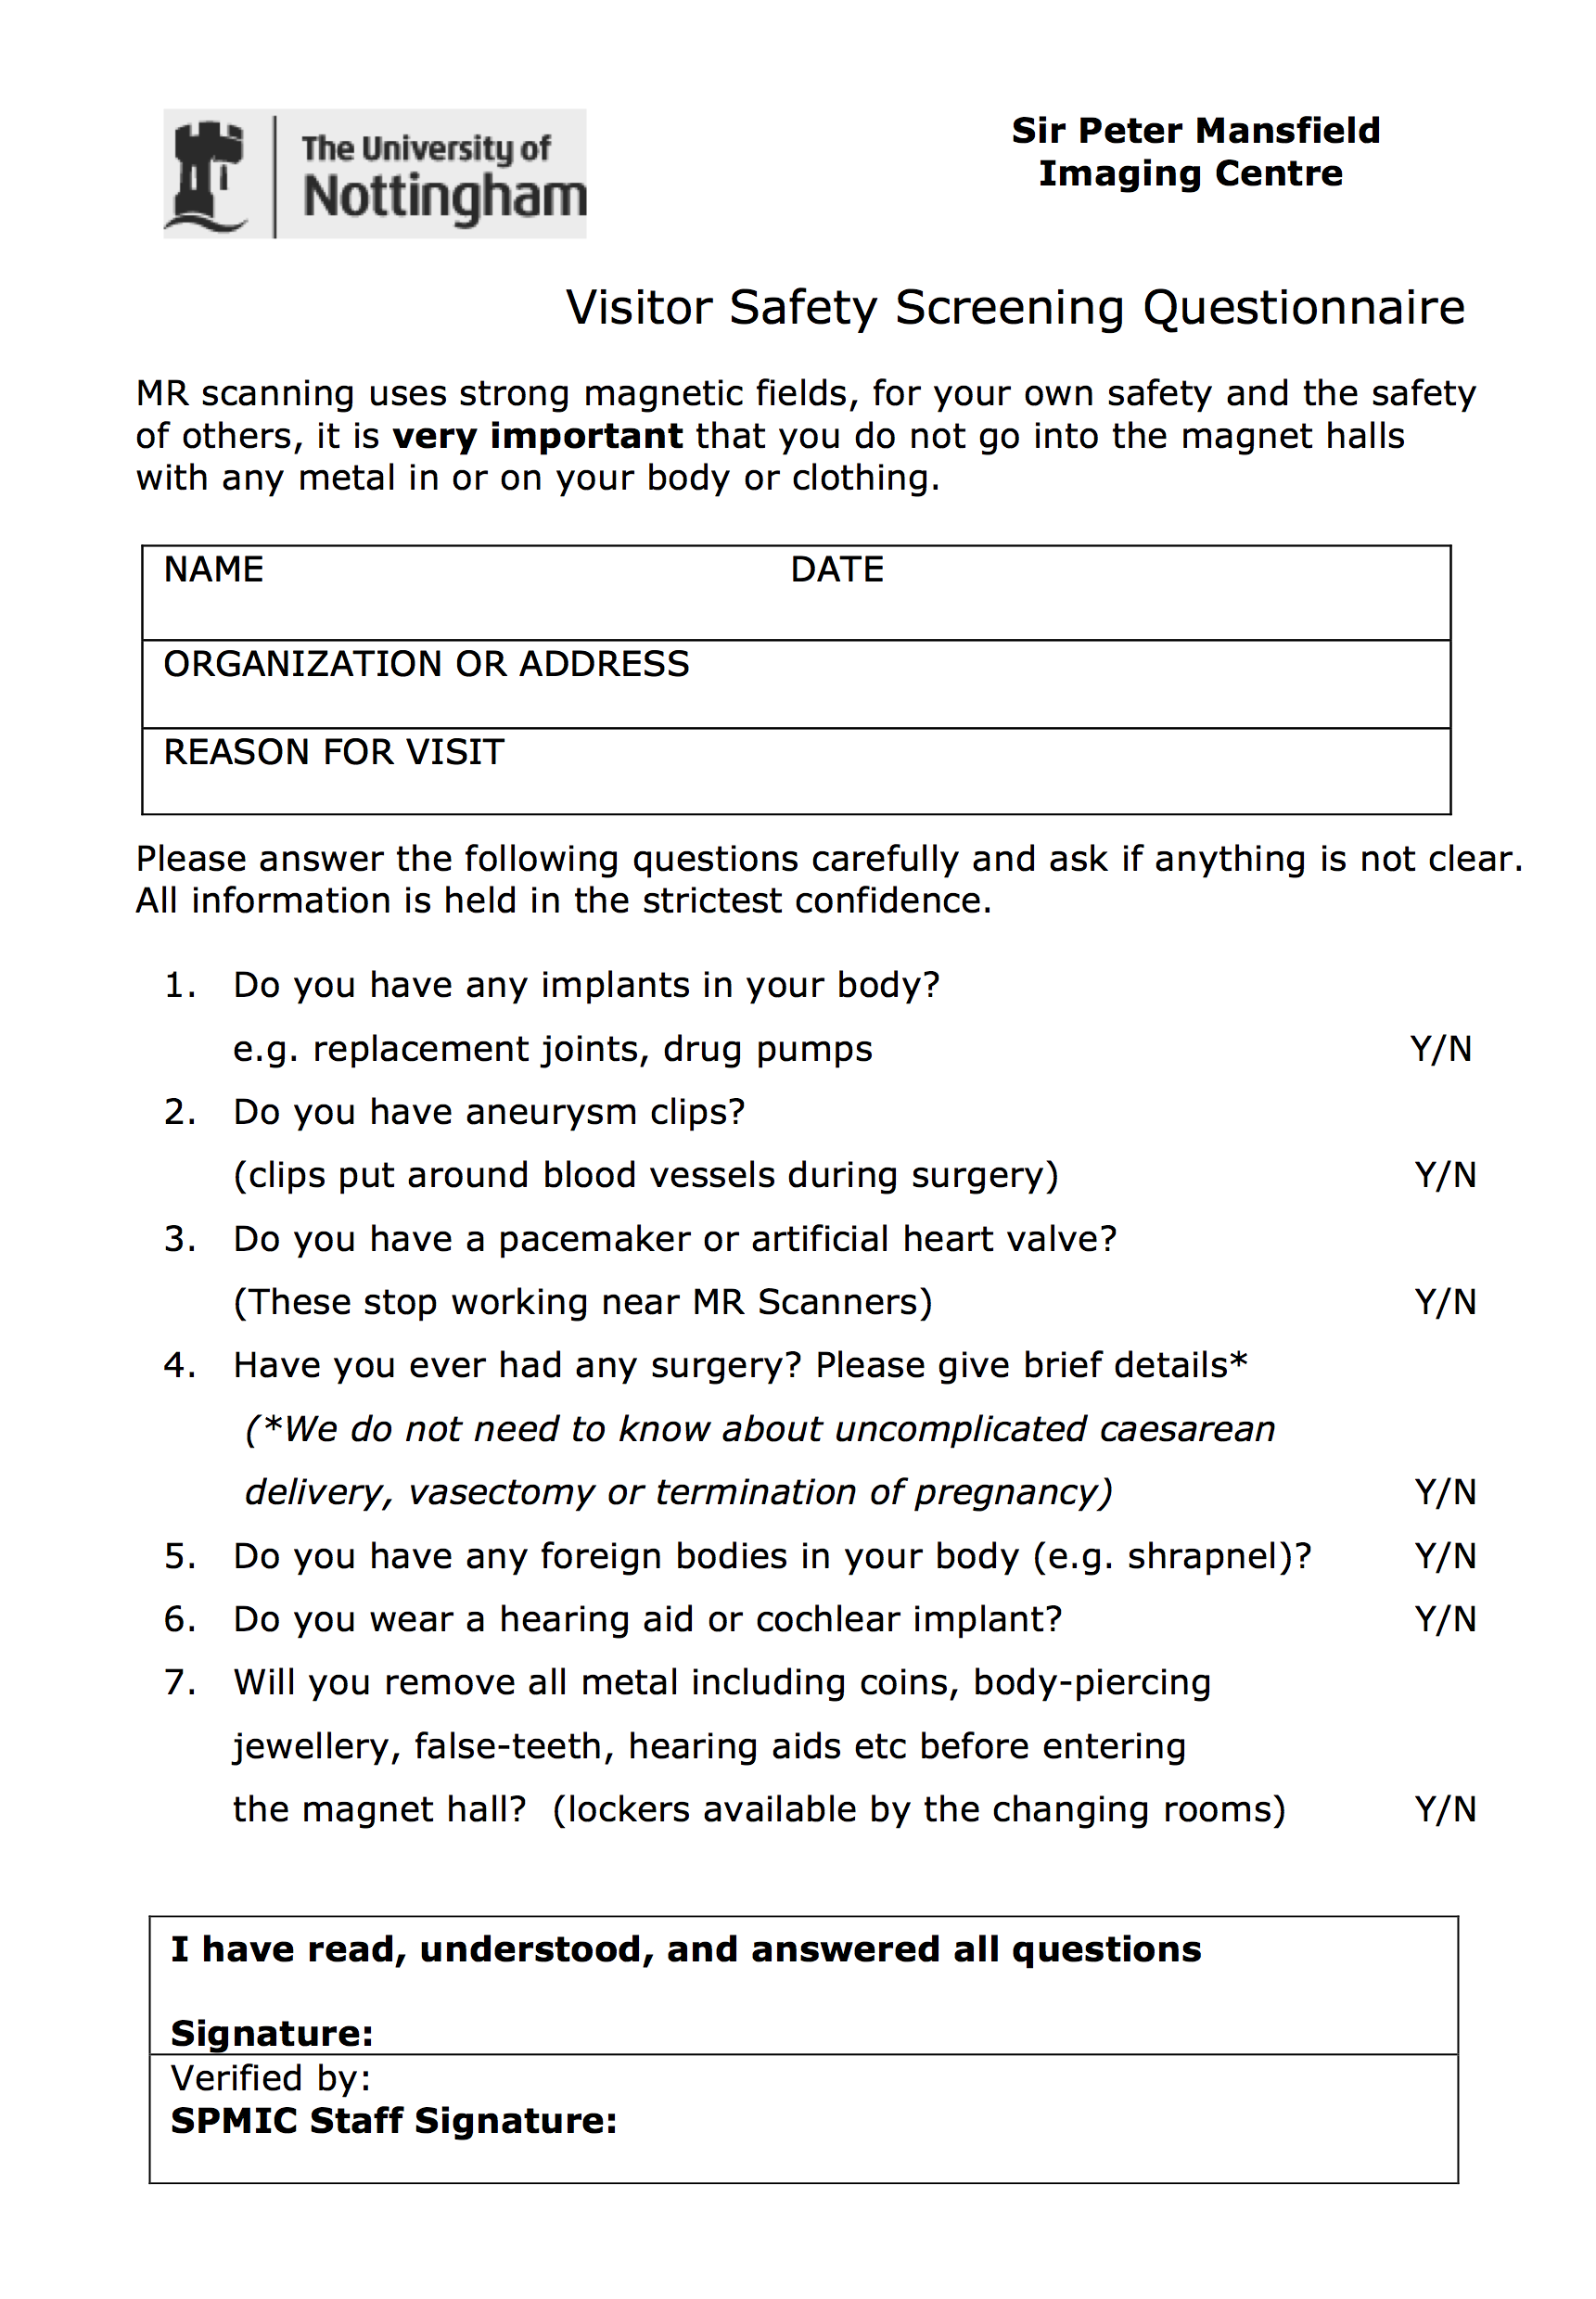 The University of
Nottingham
Sir Peter Mansfield
Imaging Centre
Visitor Safety Screening Questionnaire
MR scanning uses strong magnetic fields, for your own safety and the safety
of others, it is very important that you do not go into the magnet halls
with any metal in or on your body or clothing.
NAME DATE
ORGANIZATION OR ADDRESS
REASON FOR VISIT
Please answer the following questions carefully and ask if anything is not clear.
All information is held in the strictest confidence.
1. Do you have any implants in your body?
e.g. replacement joints, drug pumps Y/N
2. Do you have aneurysm clips?
(clips put around blood vessels during surgery) Y/N
3. Do you have a pacemaker or artificial heart valve?
(These stop working near MR Scanners) Y/N
4. Have you ever had any surgery? Please give brief details*
(*We do not need to know about uncomplicated caesarean
delivery, vasectomy or termination of pregnancy) Y/N
5. Do you have any foreign bodies in your body (e.g. shrapnel)? Y/N
6. Do you wear a hearing aid or cochlear implant? Y/N
7. Will you remove all metal including coins, body-piercing
jewellery, false-teeth, hearing aids etc before entering
the magnet hall? (lockers available by the changing rooms) Y/N
I have read, understood, and answered all questions
Signature:
Verified by:
SPMIC Staff Signature: